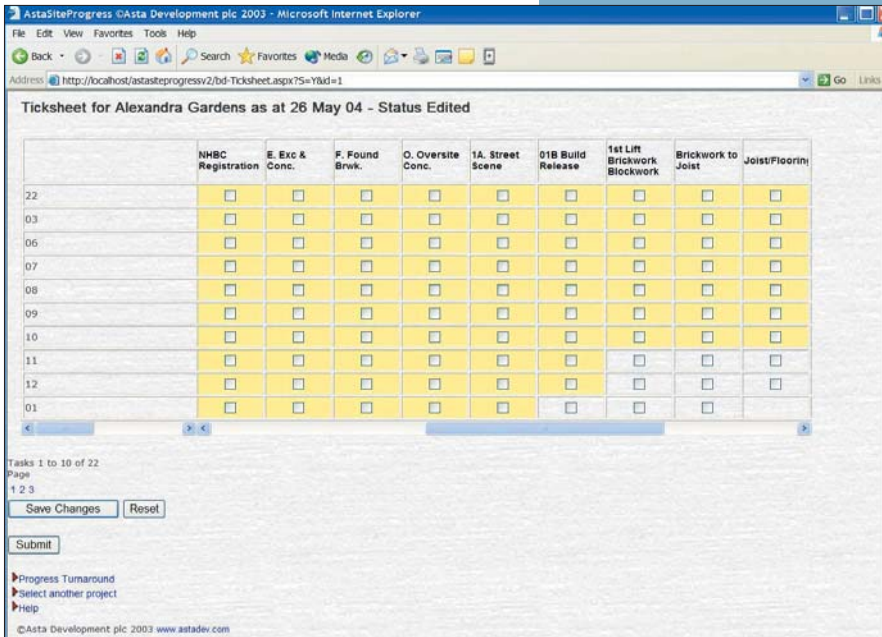 AstaSiteProgress ©Asta Development plc 2003 - Microsoft Internet Explorer
File Edit View Favorites Tools Help
Back Search Favorites Media
Address http://localhost/astasiteprogressv2/bd-Ticksheet.aspx?S=Y&id=1 Go Links
Ticksheet for Alexandra Gardens as at 26 May 04 - Status Edited
NHBC Registration E. Exc & Conc. F. Found Brwk. O. Oversite Conc. 1A. Street Scene 01B Build Release 1st Lift Brickwork Blockwork Brickwork to Joist Joist/Flooring
22
03
06
07
08
09
10
11
12
01
Tasks 1 to 10 of 22
Page
1 2 3
Save Changes Reset
Submit
Progress Turnaround
Select another project
Help
©Asta Development plc 2003 www.astadev.com